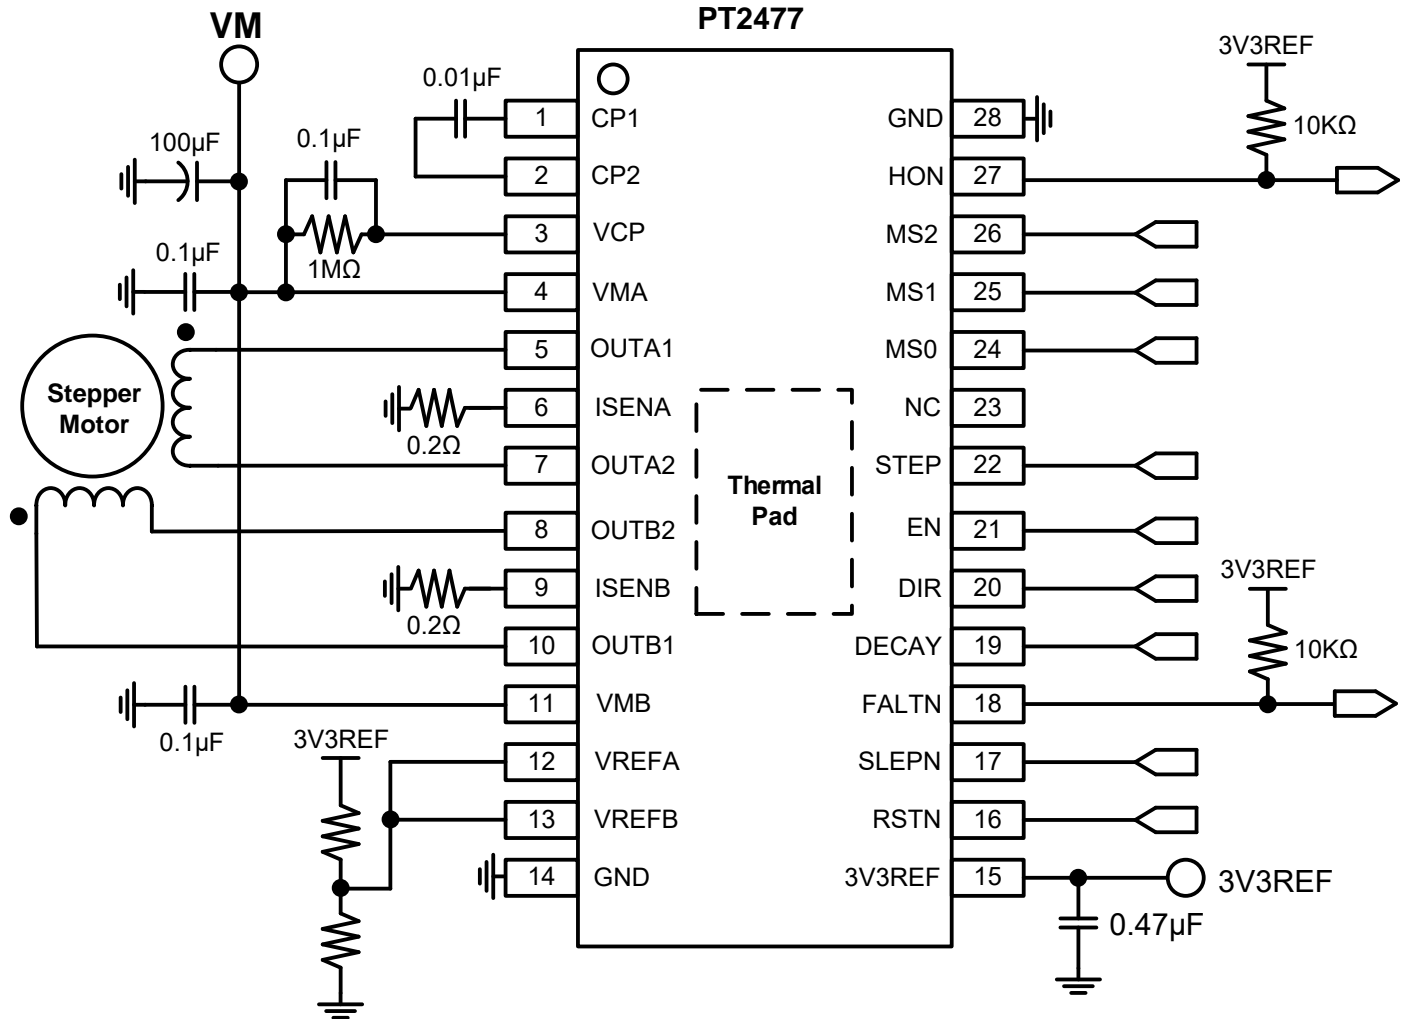 PT2477
VM
0.01µF
100µF
0.1µF
0.1µF
1MΩ
Stepper
Motor
0.2Ω
0.2Ω
0.1µF
3V3REF
1 CP1
2 CP2
3 VCP
4 VMA
5 OUTA1
6 ISENA
7 OUTA2
8 OUTB2
9 ISENB
10 OUTB1
11 VMB
12 VREFA
13 VREFB
14 GND
Thermal
Pad
GND 28
HON 27
MS2 26
MS1 25
MS0 24
NC 23
STEP 22
EN 21
DIR 20
DECAY 19
FALTN 18
SLEPN 17
RSTN 16
3V3REF 15
3V3REF
10KΩ
3V3REF
10KΩ
3V3REF
0.47µF